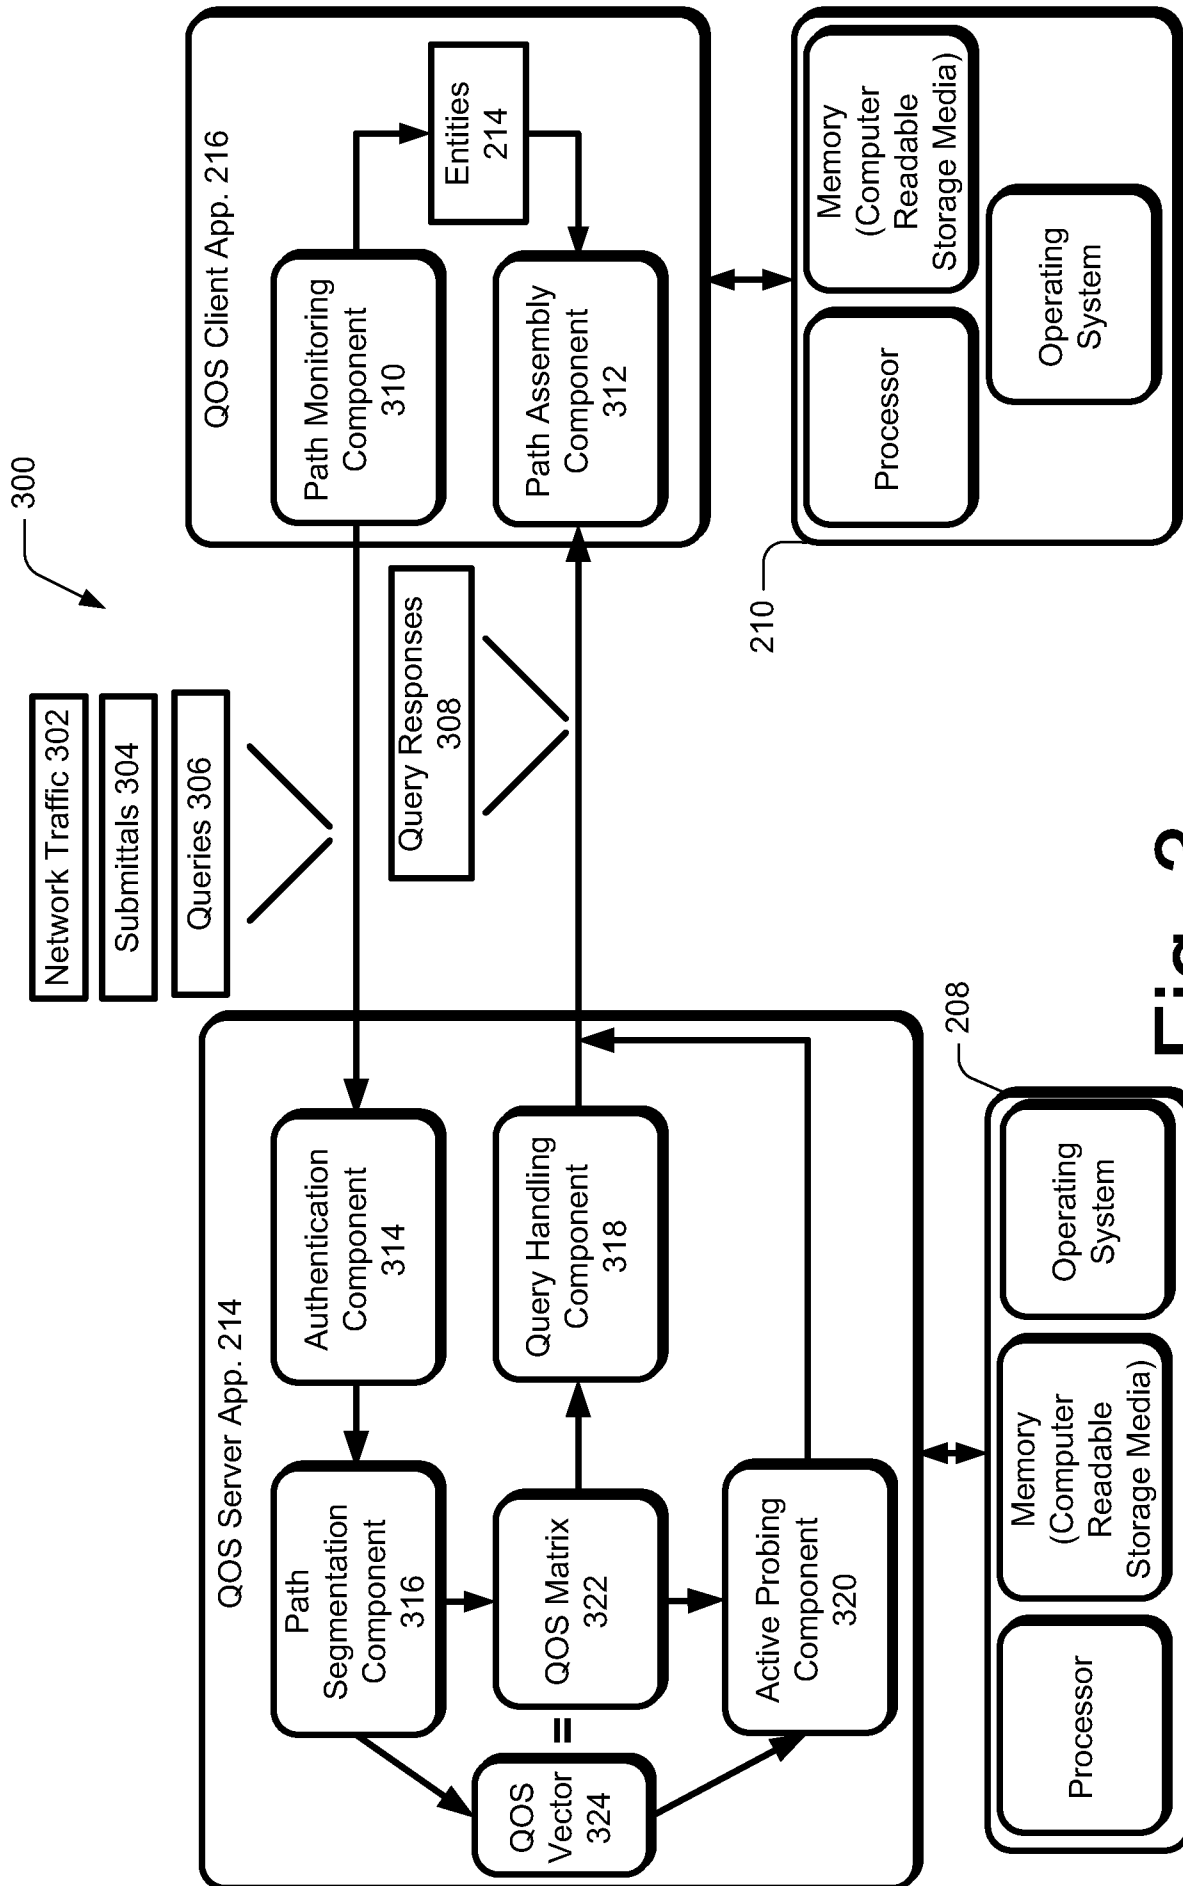 300
Network Traffic 302
Submittals 304
Queries 306
QOS Server App. 214
Path
Segmentation
Component
316
Authentication
Component
314
QOS
Vector
324
=
QOS Matrix
322
Query Handling
Component
318
Active Probing
Component
320
Query Responses
308
QOS Client App. 216
Path Monitoring
Component
310
Entities
214
Path Assembly
Component
312
208
Processor
Memory
(Computer
Readable
Storage Media)
Operating
System
210
Processor
Memory
(Computer
Readable
Storage Media)
Operating
System
Fig.